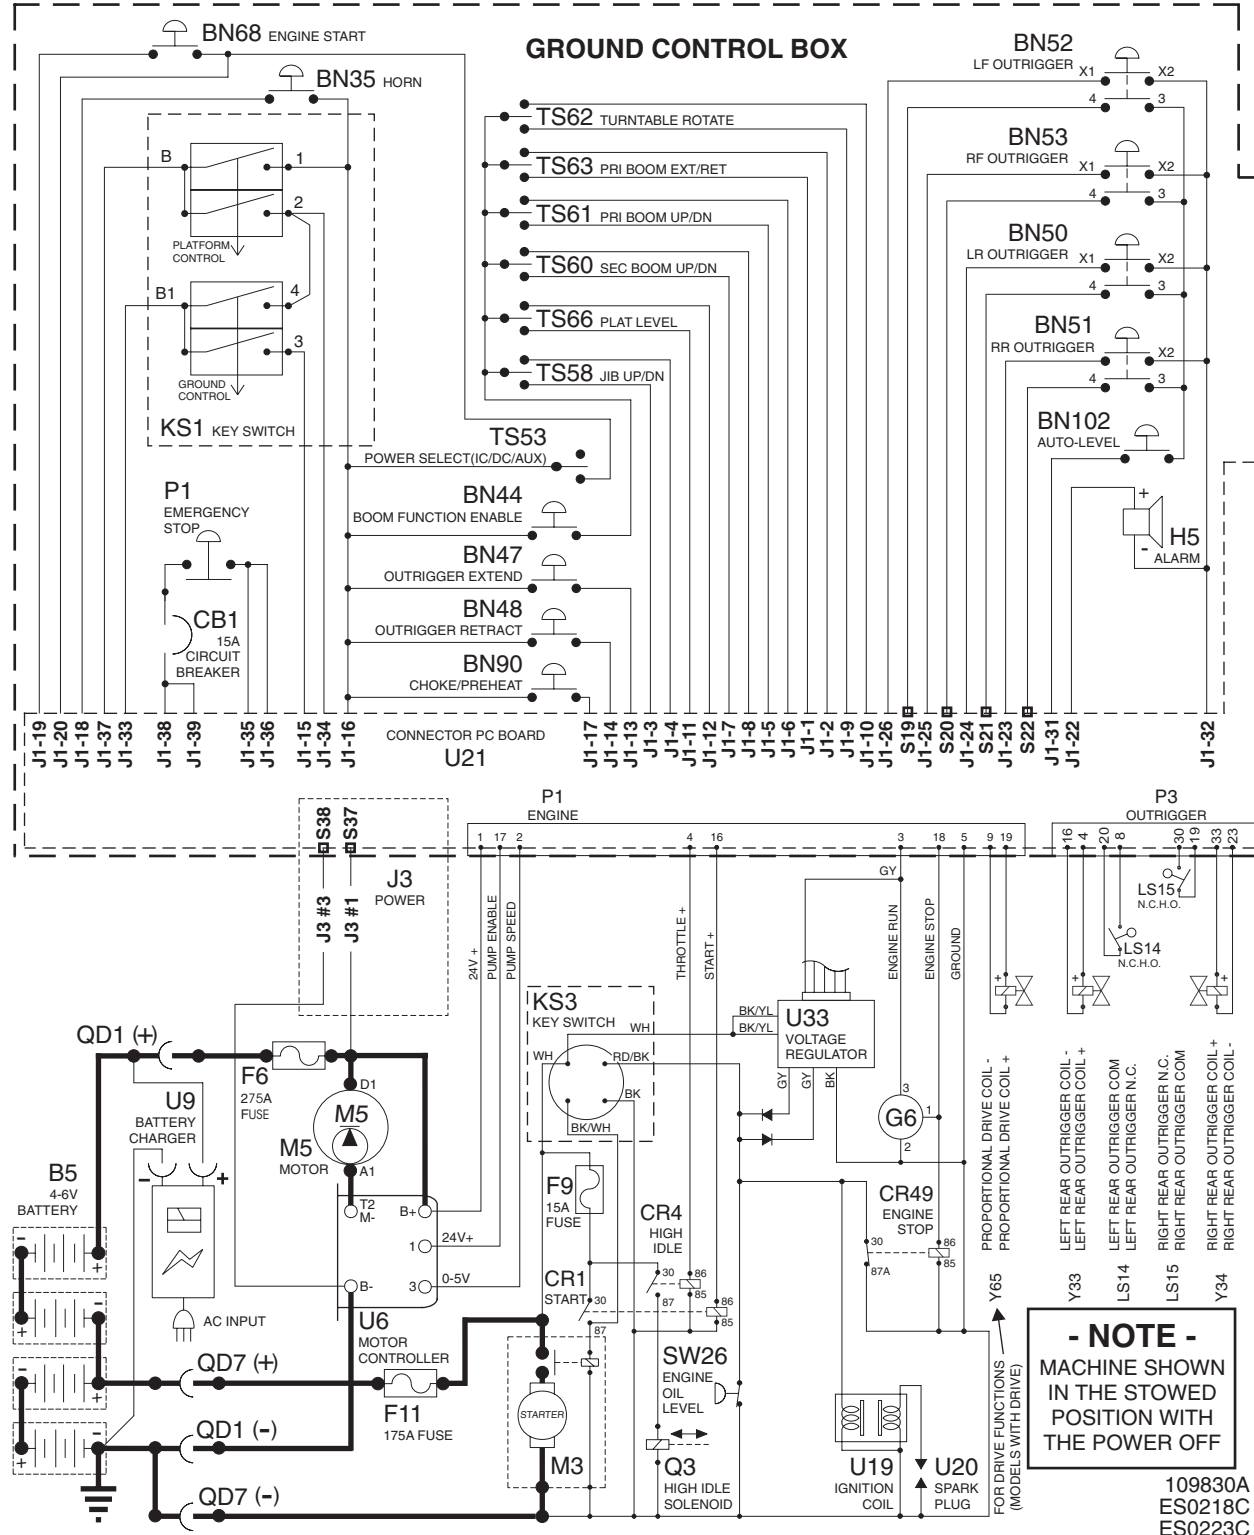 GROUND CONTROL BOX
BN68 ENGINE START
BN35 HORN
B
1
2
PLATFORM
CONTROL
B1
4
3
GROUND
CONTROL
KS1 KEY SWITCH
P1
EMERGENCY
STOP
CB1
15A
CIRCUIT
BREAKER
TS62 TURNTABLE ROTATE
TS63 PRI BOOM EXT/RET
TS61 PRI BOOM UP/DN
TS60 SEC BOOM UP/DN
TS66 PLAT LEVEL
TS58 JIB UP/DN
TS53
POWER SELECT(IC/DC/AUX)
BN44
BOOM FUNCTION ENABLE
BN47
OUTRIGGER EXTEND
BN48
OUTRIGGER RETRACT
BN90
CHOKE/PREHEAT
BN52
LF OUTRIGGER
X1
X2
4
3
BN53
RF OUTRIGGER
X1
X2
4
3
BN50
LR OUTRIGGER
X1
X2
4
3
BN51
RR OUTRIGGER
X2
4
3
BN102
AUTO-LEVEL
+
-
H5
ALARM
J1-19
J1-20
J1-18
J1-37
J1-33
J1-38
J1-39
J1-35
J1-36
J1-15
J1-34
J1-16
CONNECTOR PC BOARD
U21
J1-17
J1-14
J1-13
J1-3
J1-4
J1-11
J1-12
J1-7
J1-8
J1-5
J1-6
J1-1
J1-2
J1-9
J1-10
J1-26
S19
J1-25
S20
J1-24
S21
J1-23
S22
J1-31
J1-22
J1-32
S38
S37
J3 #3
J3 #1
J3
POWER
P1
ENGINE
1 17 2 4 16 3 18 5 9 19
P3
OUTRIGGER
16 4 20 8 30 19 33 23
24V +
PUMP ENABLE
PUMP SPEED
THROTTLE +
START +
GY
ENGINE RUN
ENGINE STOP
GROUND
LS15
N.C.H.O.
LS14
N.C.H.O.
+
+
+
KS3
KEY SWITCH
WH
WH
RD/BK
BK
BK/WH
BK/YL
BK/YL
U33
VOLTAGE
REGULATOR
GY
GY
BK
3
G6
1
2
QD1 (+)
F6
275A
FUSE
U9
BATTERY
CHARGER
-
+
AC INPUT
D1
M5
M5
MOTOR
A1
T2
M-
B+
1
24V+
3
0-5V
B-
U6
MOTOR
CONTROLLER
B5
4-6V
BATTERY
-
+
-
+
-
+
-
+
QD7 (+)
F11
175A FUSE
QD1 (-)
QD7 (-)
F9
15A
FUSE
CR1
START
30
87
CR4
HIGH
IDLE
30
87
86
85
86
85
STARTER
M3
SW26
ENGINE
OIL
LEVEL
Q3
HIGH IDLE
SOLENOID
CR49
ENGINE
STOP
30
87A
86
85
U19
IGNITION
COIL
U20
SPARK
PLUG
PROPORTIONAL DRIVE COIL -
PROPORTIONAL DRIVE COIL +
Y65
FOR DRIVE FUNCTIONS
(MODELS WITH DRIVE)
LEFT REAR OUTRIGGER COIL -
LEFT REAR OUTRIGGER COIL +
Y33
LEFT REAR OUTRIGGER COM
LEFT REAR OUTRIGGER N.C.
LS14
RIGHT REAR OUTRIGGER N.C.
RIGHT REAR OUTRIGGER COM
LS15
RIGHT REAR OUTRIGGER COIL +
RIGHT REAR OUTRIGGER COIL -
Y34
- NOTE -
MACHINE SHOWN
IN THE STOWED
POSITION WITH
THE POWER OFF
109830A
ES0218C
ES0223C